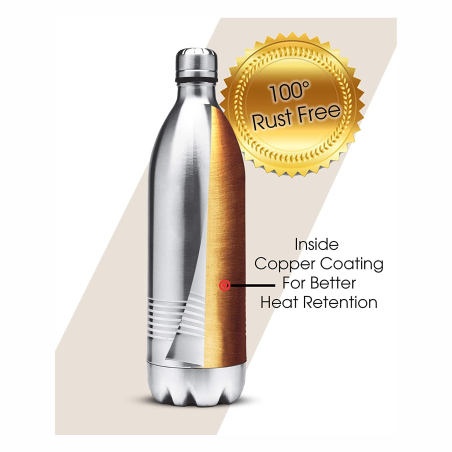 100°
Rust Free
Inside
Copper Coating
For Better
Heat Retention